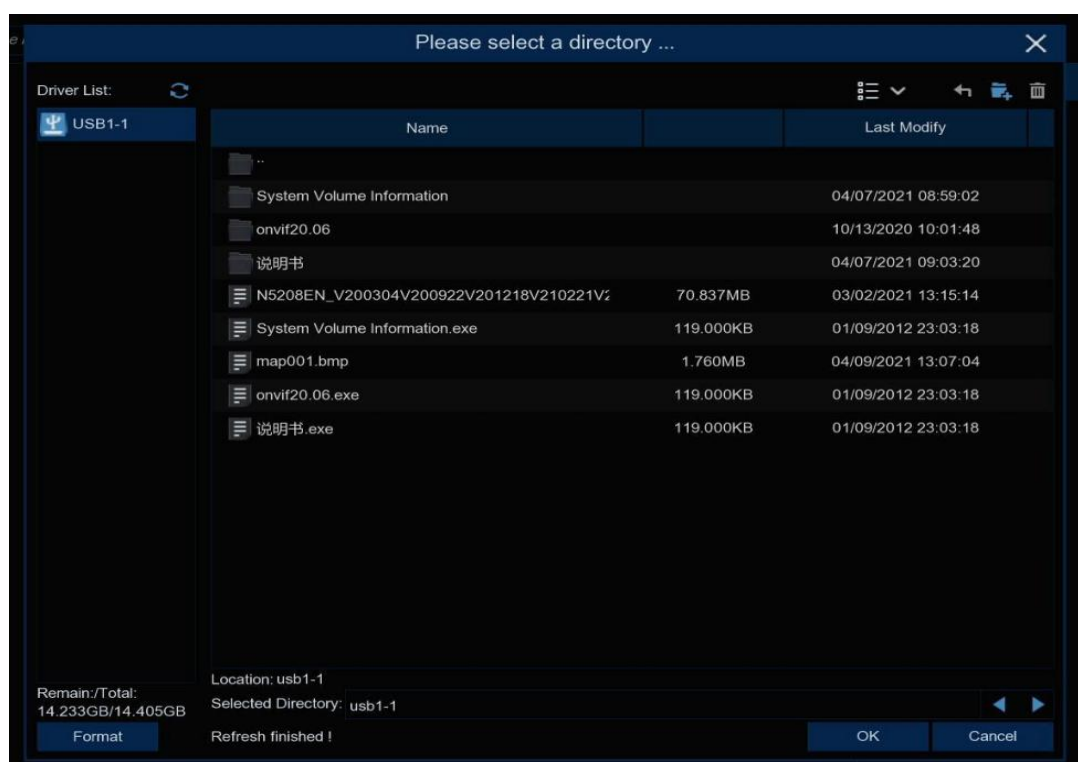 e
Please select a directory ...
Driver List:
USB1-1
Name Last Modify
..
System Volume Information 04/07/2021 08:59:02
onvif20.06 10/13/2020 10:01:48
说明书 04/07/2021 09:03:20
N5208EN_V200304V200922V201218V210221V2 70.837MB 03/02/2021 13:15:14
System Volume Information.exe 119.000KB 01/09/2012 23:03:18
map001.bmp 1.760MB 04/09/2021 13:07:04
onvif20.06.exe 119.000KB 01/09/2012 23:03:18
说明书.exe 119.000KB 01/09/2012 23:03:18
Location: usb1-1
Remain:/Total:
14.233GB/14.405GB
Selected Directory: usb1-1
Format
Refresh finished !
OK
Cancel